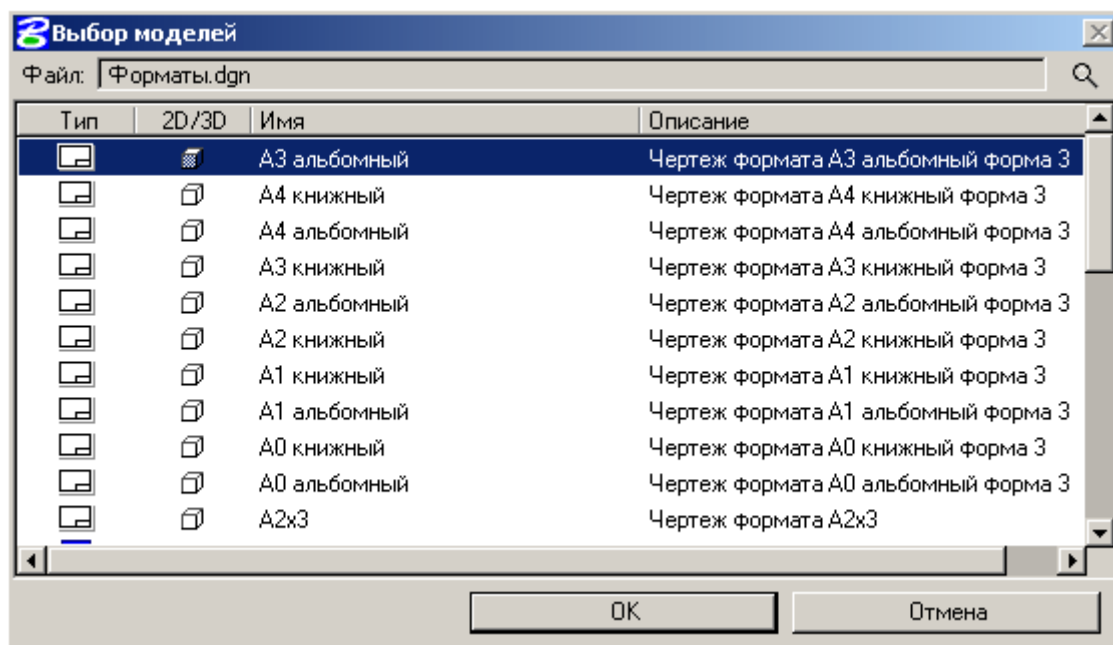 Выбор моделей
Файл: Форматы.dgn
Тип 2D/3D Имя Описание
А3 альбомный Чертеж формата А3 альбомный форма 3
А4 книжный Чертеж формата А4 книжный форма 3
А4 альбомный Чертеж формата А4 альбомный форма 3
А3 книжный Чертеж формата А3 книжный форма 3
А2 альбомный Чертеж формата А2 альбомный форма 3
А2 книжный Чертеж формата А2 книжный форма 3
А1 книжный Чертеж формата А1 книжный форма 3
А1 альбомный Чертеж формата А1 альбомный форма 3
А0 книжный Чертеж формата А0 книжный форма 3
А0 альбомный Чертеж формата А0 альбомный форма 3
А2х3 Чертеж формата А2х3
OK Отмена